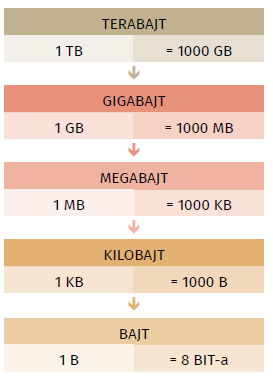 TERABAJT
1 TB = 1000 GB
GIGABAJT
1 GB = 1000 MB
MEGABAJT
1 MB = 1000 KB
KILOBAJT
1 KB = 1000 B
BAJT
1 B = 8 BIT-a